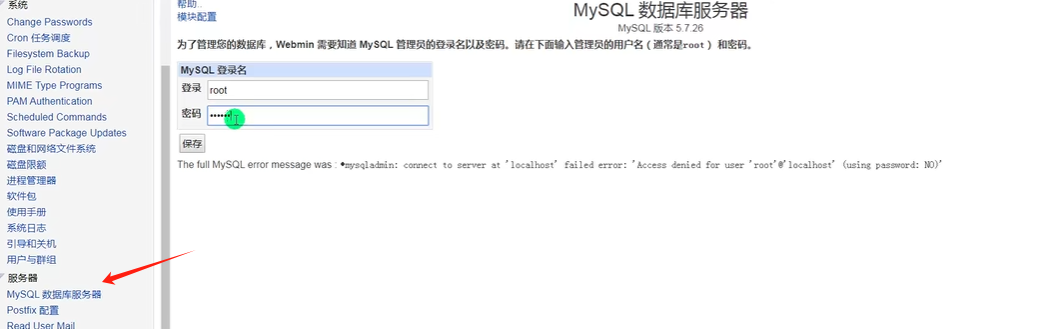 系统
Change Passwords
Cron 任务调度
Filesystem Backup
Log File Rotation
MIME Type Programs
PAM Authentication
Scheduled Commands
Software Package Updates
磁盘和网络文件系统
磁盘限额
进程管理器
软件包
使用手册
系统日志
引导和关机
用户与群组
服务器
MySQL 数据库服务器
Postfix 配置
Read User Mail
帮助..
模块配置
MySQL 数据库服务器
MySQL 版本 5.7.26
为了管理您的数据库，Webmin 需要知道 MySQL 管理员的登录名以及密码。请在下面输入管理员的用户名（通常是root）和密码。
MySQL 登录名
登录 root
密码 ••••••
保存
The full MySQL error message was : •mysqladmin: connect to server at 'localhost' failed error: 'Access denied for user 'root'@'localhost' (using password: NO)'